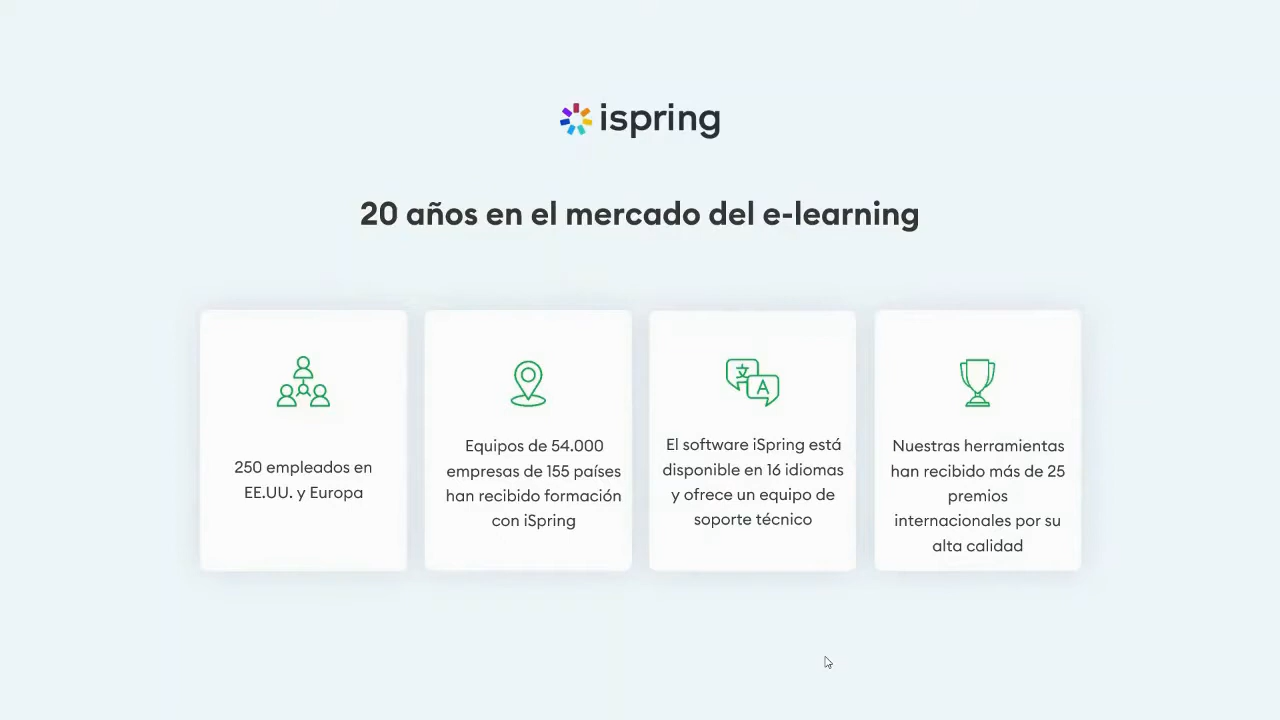 ispring
20 años en el mercado del e-learning
250 empleados en
EE.UU. y Europa
Equipos de 54.000
empresas de 155 países
han recibido formación
con iSpring
文
A
El software iSpring está
disponible en 16 idiomas
y ofrece un equipo de
soporte técnico
Nuestras herramientas
han recibido más de 25
premios
internacionales por su
alta calidad